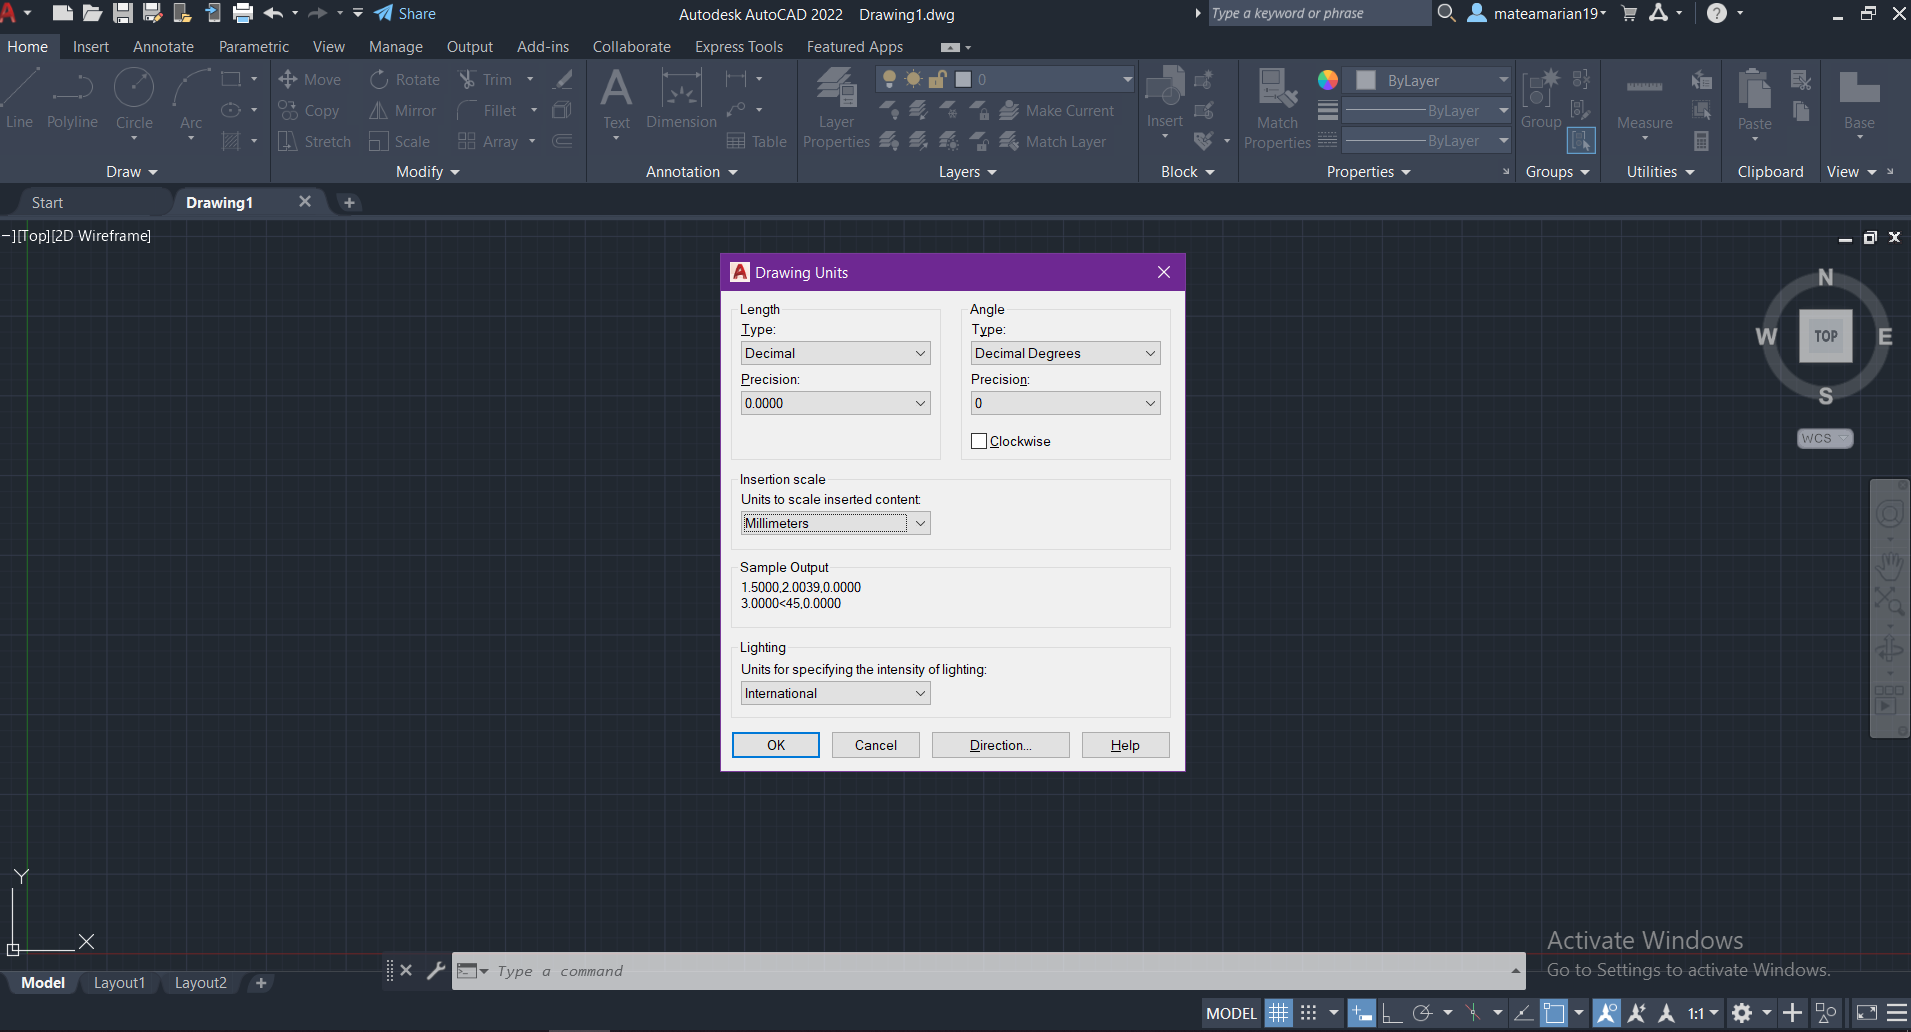 Share
Autodesk AutoCAD 2022 Drawing1.dwg
Type a keyword or phrase
mateamarian19
Home Insert Annotate Parametric View Manage Output Add-ins Collaborate Express Tools Featured Apps
Line Polyline Circle Arc
Move Rotate Trim
Copy Mirror Fillet
Stretch Scale Array
Text Dimension Table
Layer Properties
0
Make Current
Match Layer
Insert
Match Properties
ByLayer
ByLayer
ByLayer
Group Measure Paste Base
Draw Modify Annotation Layers Block Properties Groups Utilities Clipboard View
Start Drawing1
−][Top][2D Wireframe]
N
W TOP E
S
WCS
Drawing Units
Length
Type:
Decimal
Precision:
0.0000
Angle
Type:
Decimal Degrees
Precision:
0
Clockwise
Insertion scale
Units to scale inserted content:
Millimeters
Sample Output
1.5000,2.0039,0.0000
3.0000<45,0.0000
Lighting
Units for specifying the intensity of lighting:
International
OK Cancel Direction... Help
Y
X
Type a command
Activate Windows
Go to Settings to activate Windows.
Model Layout1 Layout2
MODEL 1:1